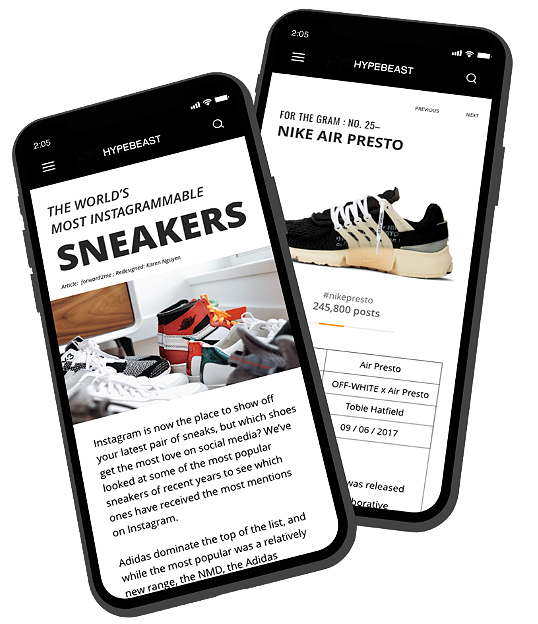 2:05
HYPEBEAST
THE WORLD'S
MOST INSTAGRAMMABLE
SNEAKERS
Article: forward2me ; Redesigned: Karen Nguyen
Instagram is now the place to show off
your latest pair of sneaks, but which shoes
get the most love on social media? We've
looked at some of the most popular
sneakers of recent years to see which
ones have received the most mentions
on Instagram.
Adidas dominate the top of the list, and
while the most popular was a relatively
new range, the NMD, the Adidas
2:05
HYPEBEAST
PREVIOUS NEXT
FOR THE GRAM : NO. 25–
NIKE AIR PRESTO
#nikepresto
245,800 posts
Air Presto
OFF-WHITE x Air Presto
Tobie Hatfield
09 / 06 / 2017
was released